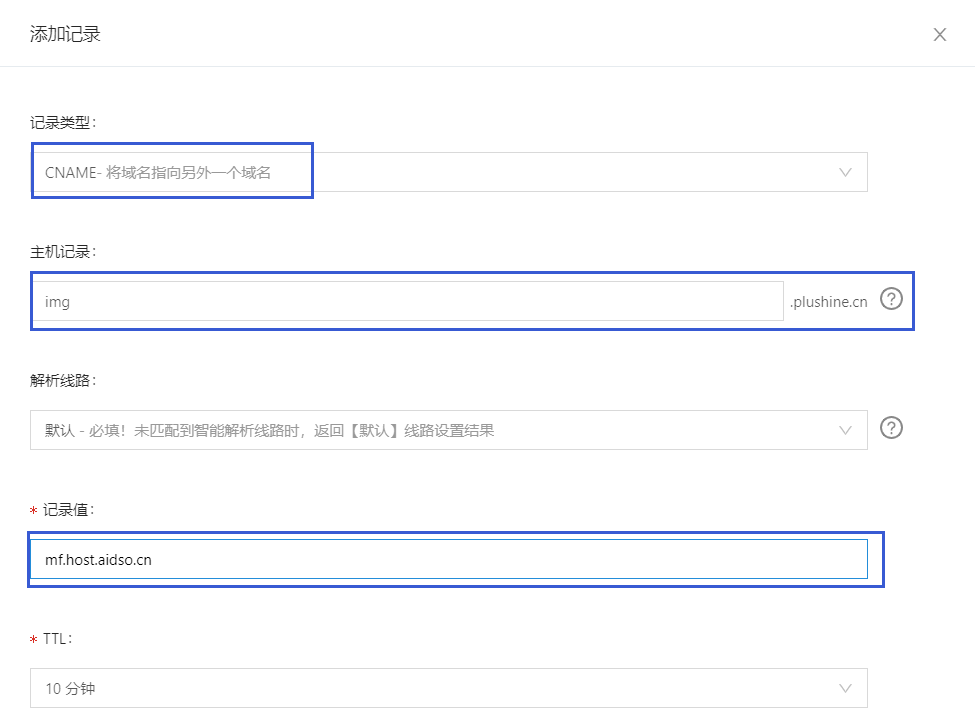 添加记录
记录类型:
CNAME- 将域名指向另外一个域名
主机记录:
img
.plushine.cn
?
解析线路:
默认 - 必填！未匹配到智能解析线路时，返回【默认】线路设置结果
?
* 记录值:
mf.host.aidso.cn
* TTL:
10 分钟